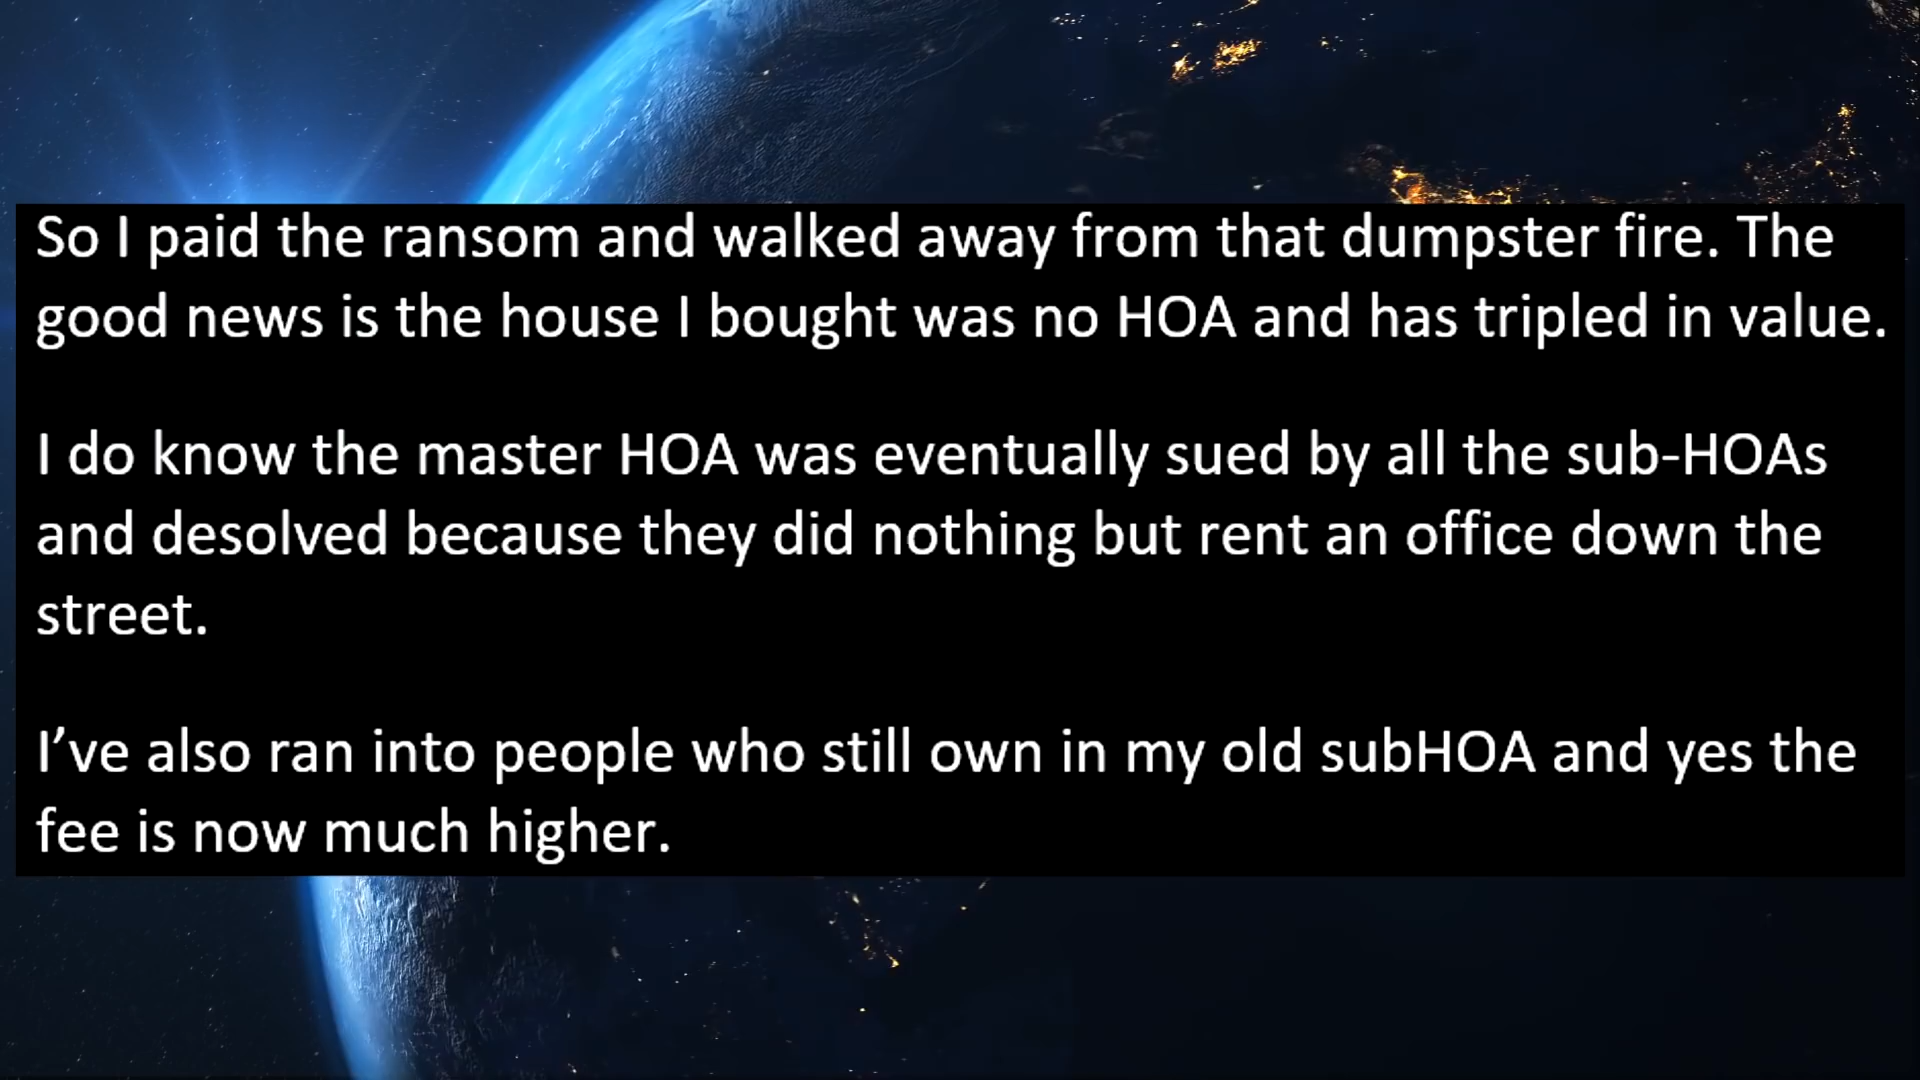 So I paid the ransom and walked away from that dumpster fire. The
good news is the house I bought was no HOA and has tripled in value.
I do know the master HOA was eventually sued by all the sub-HOAs
and desolved because they did nothing but rent an office down the
street.
I’ve also ran into people who still own in my old subHOA and yes the
fee is now much higher.